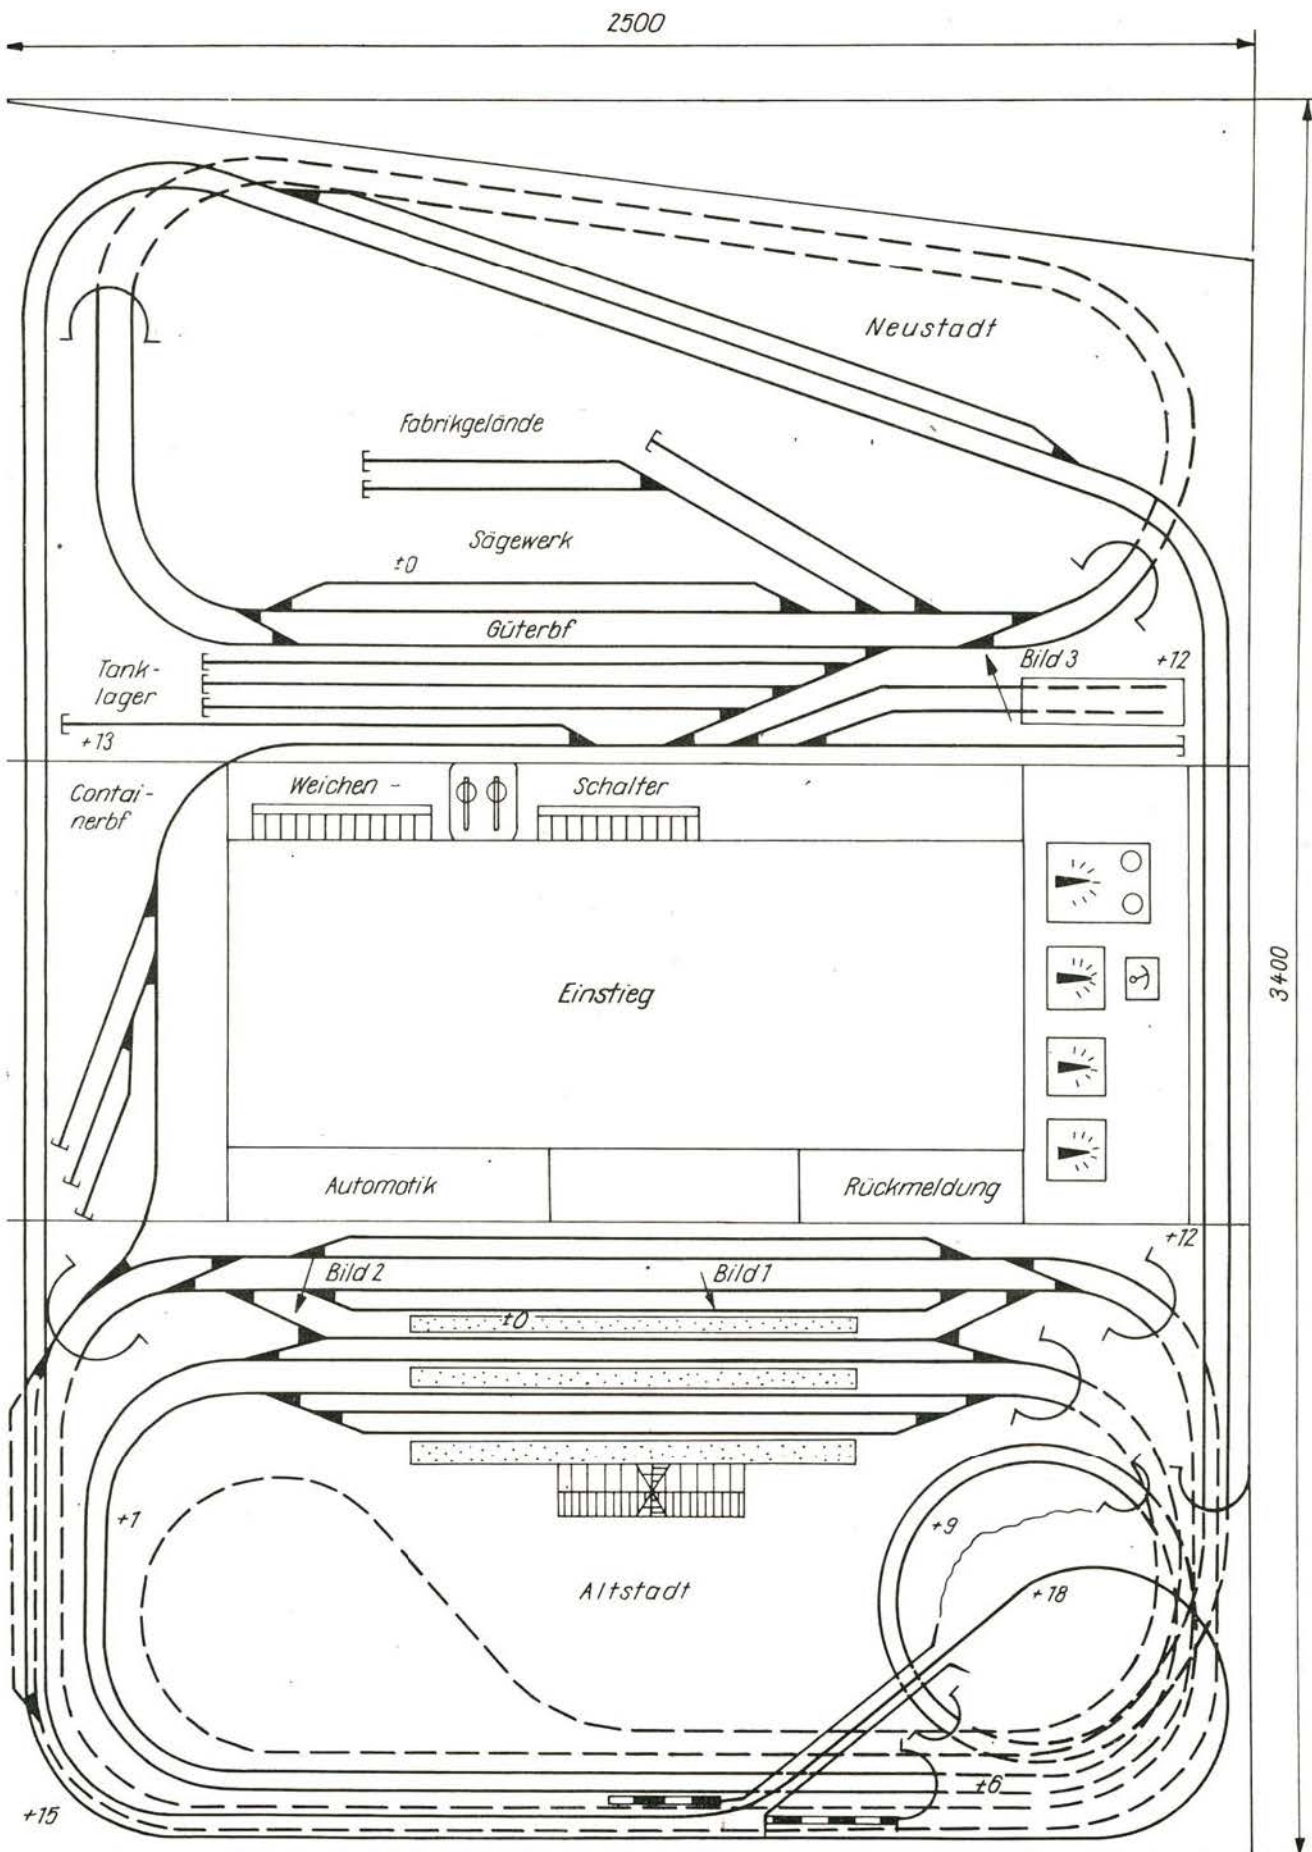 2500
Neustadt
Fabrikgelände
Sägewerk
±0
Güterbf
Tank-
lager
Bild 3
+12
+13
Contai-
nerbf
Weichen -
Schalter
3400
Einstieg
Automatik
Rückmeldung
+12
Bild 2
Bild 1
±0
+1
+9
Altstadt
+18
±6
+15